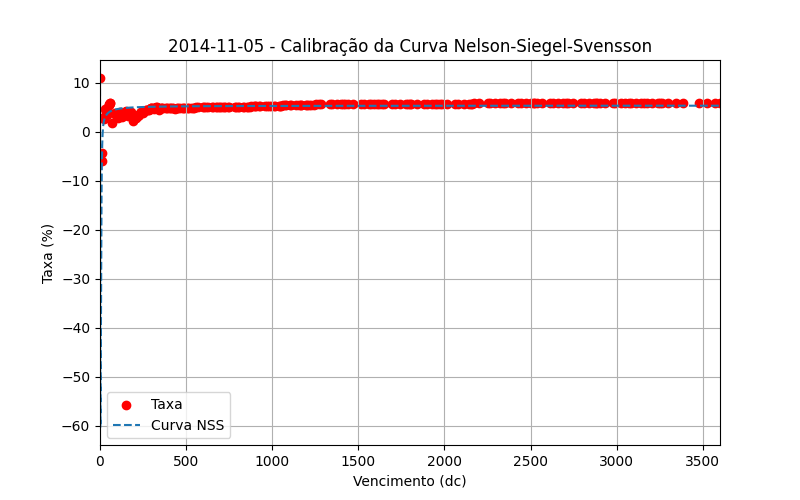 2014-11-05 - Calibração da Curva Nelson-Siegel-Svensson
Taxa (%)
10
0
−10
−20
−30
−40
−50
−60
Taxa
Curva NSS
0 500 1000 1500 2000 2500 3000 3500
Vencimento (dc)